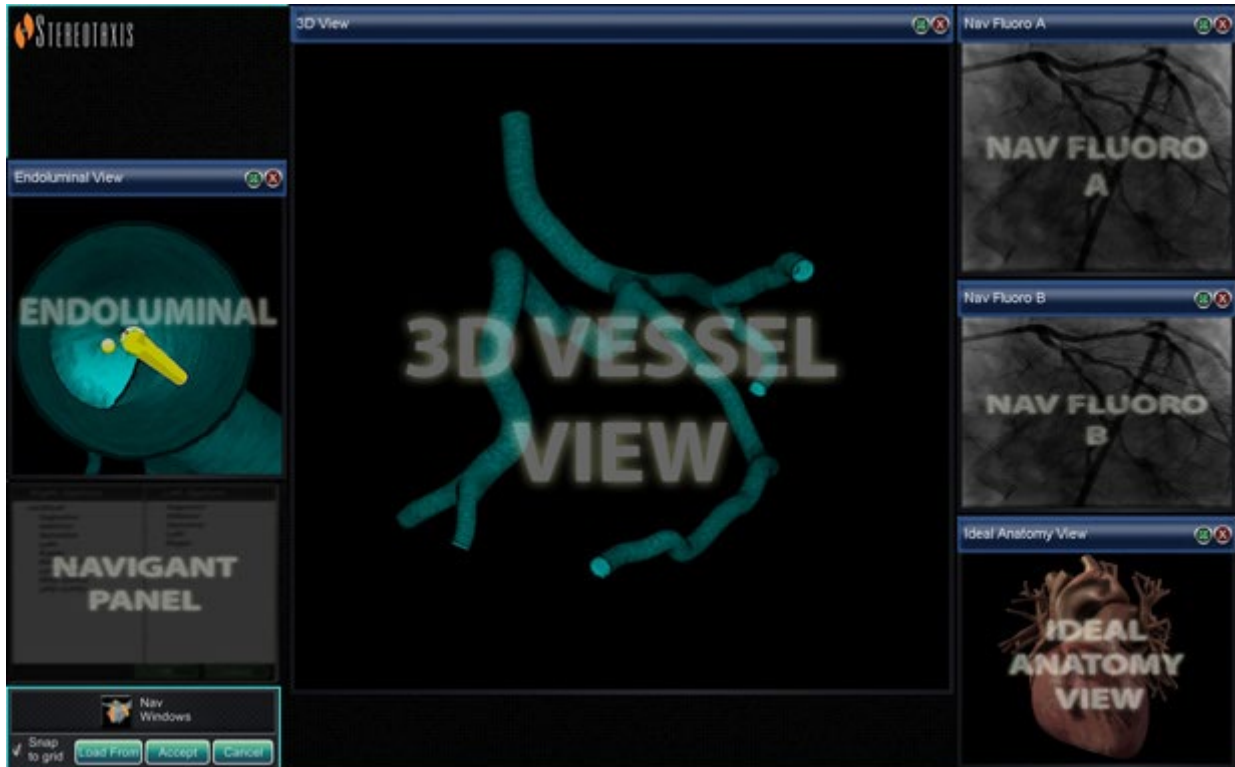 STEREOTAXIS
Endoluminal View
ENDOLUMINAL
NAVIGANT
PANEL
Nav
Windows
Snap
to grid
Load From
Accept
Cancel
3D View
3D VESSEL
VIEW
Nav Fluoro A
NAV FLUORO
A
Nav Fluoro B
NAV FLUORO
B
Ideal Anatomy View
IDEAL
ANATOMY
VIEW